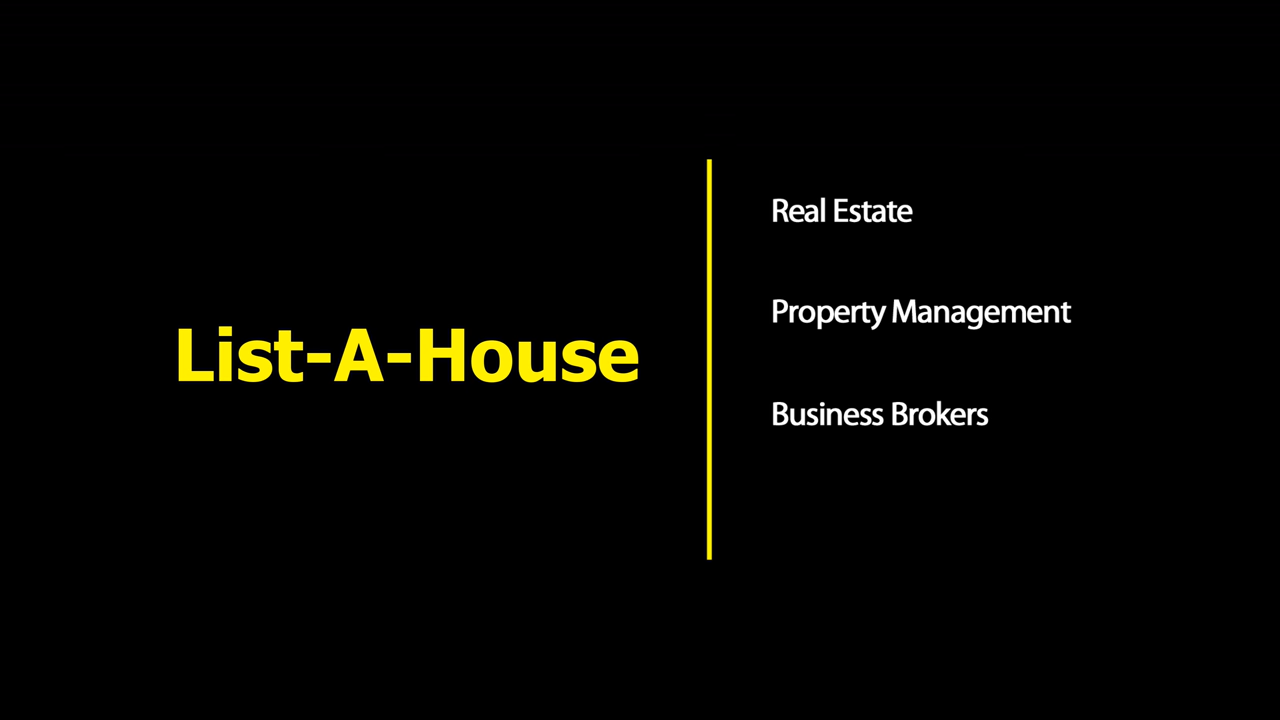 List-A-House
Real Estate
Property Management
Business Brokers